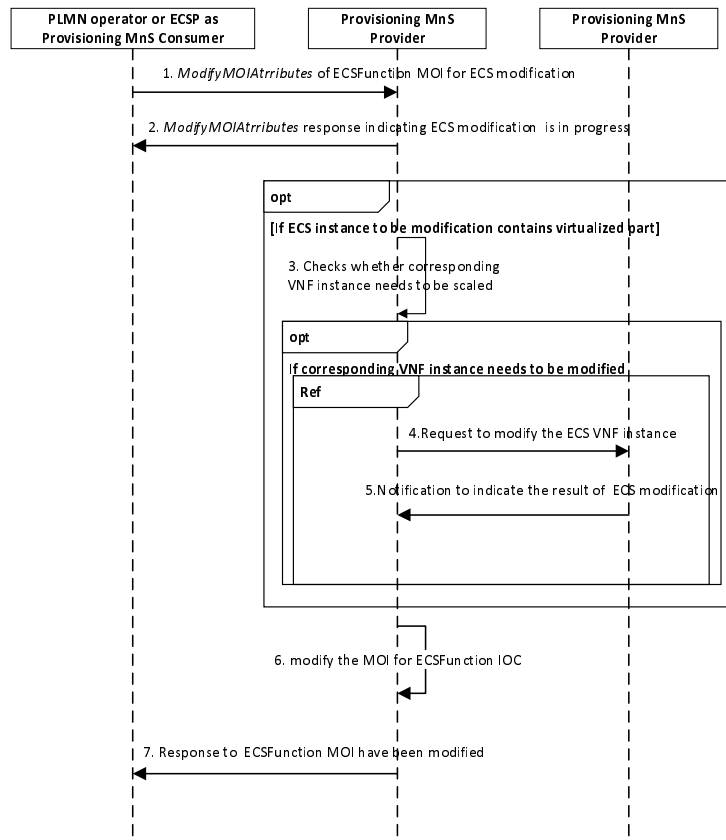 PLMN operator or ECSP as
Provisioning MnS Consumer
Provisioning MnS
Provider
Provisioning MnS
Provider
1. ModifyMOIAtrributes of ECSFunction MOI for ECS modification
2. ModifyMOIAtrributes response indicating ECS modification is in progress
opt
[If ECS instance to be modification contains virtualized part]
3. Checks whether corresponding
VNF instance needs to be scaled
opt
If corresponding VNF instance needs to be modified
Ref
4.Request to modify the ECS VNF instance
5.Notification to indicate the result of ECS modification
6. modify the MOI for ECSFunction IOC
7. Response to ECSFunction MOI have been modified